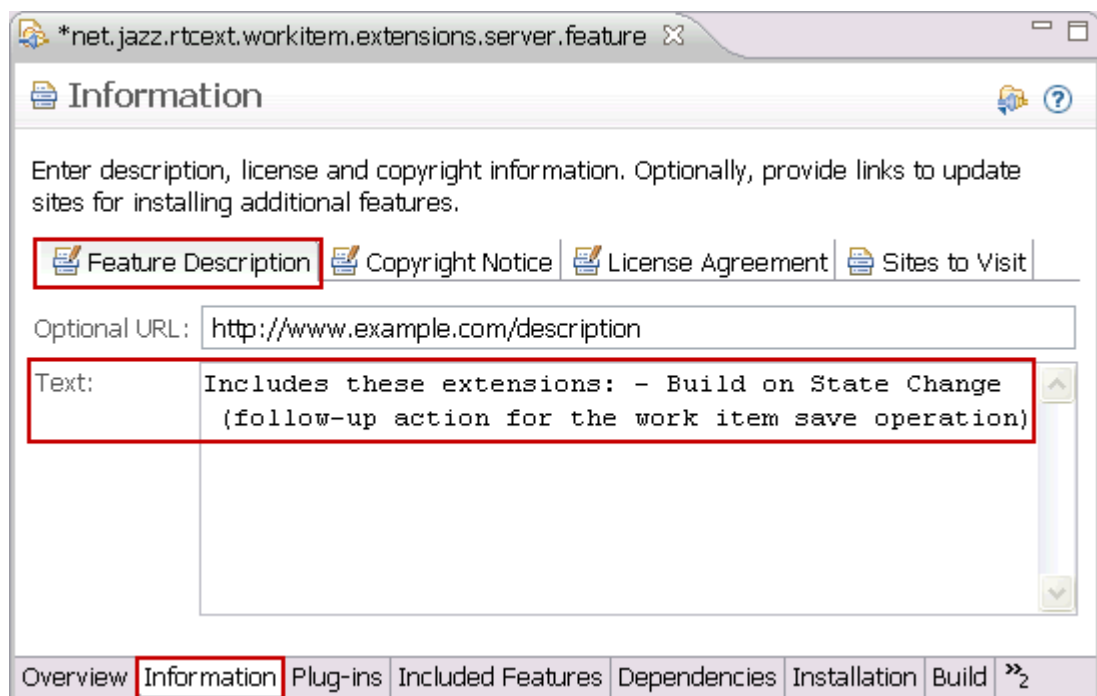 *net.jazz.rtcext.workitem.extensions.server.feature
Information
Enter description, license and copyright information. Optionally, provide links to update
sites for installing additional features.
Feature Description Copyright Notice License Agreement Sites to Visit
Optional URL: http://www.example.com/description
Text: Includes these extensions: - Build on State Change
(follow-up action for the work item save operation)
Overview Information Plug-ins Included Features Dependencies Installation Build »2